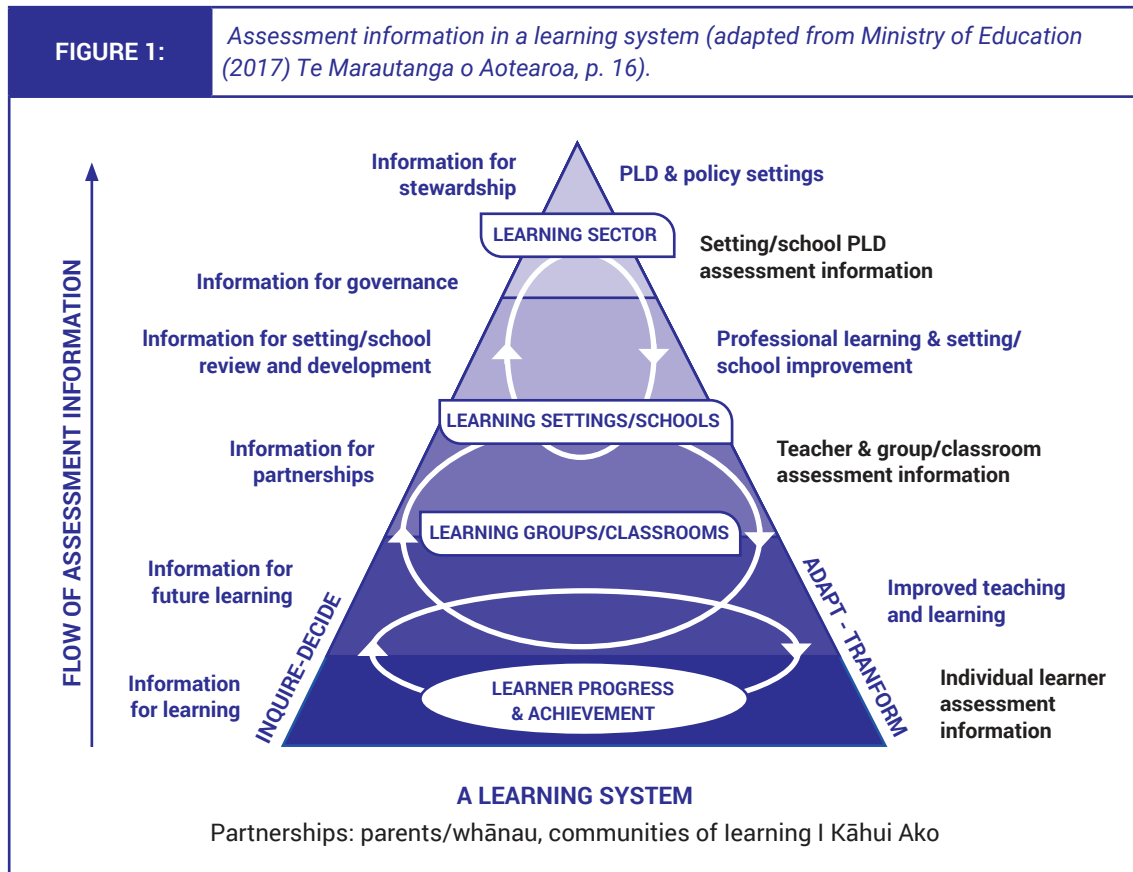 FIGURE 1:
Assessment information in a learning system (adapted from Ministry of Education
(2017) Te Marautanga o Aotearoa, p. 16).
FLOW OF ASSESSMENT INFORMATION
Information for
stewardship
PLD & policy settings
LEARNING SECTOR
Setting/school PLD
assessment information
Information for governance
Information for setting/school
review and development
Professional learning & setting/
school improvement
LEARNING SETTINGS/SCHOOLS
Information for
partnerships
Teacher & group/classroom
assessment information
LEARNING GROUPS/CLASSROOMS
Information for
future learning
INQUIRE-DECIDE
ADAPT - TRANFORM
Improved teaching
and learning
Information
for learning
LEARNER PROGRESS
& ACHIEVEMENT
Individual learner
assessment
information
A LEARNING SYSTEM
Partnerships: parents/whānau, communities of learning I Kāhui Ako